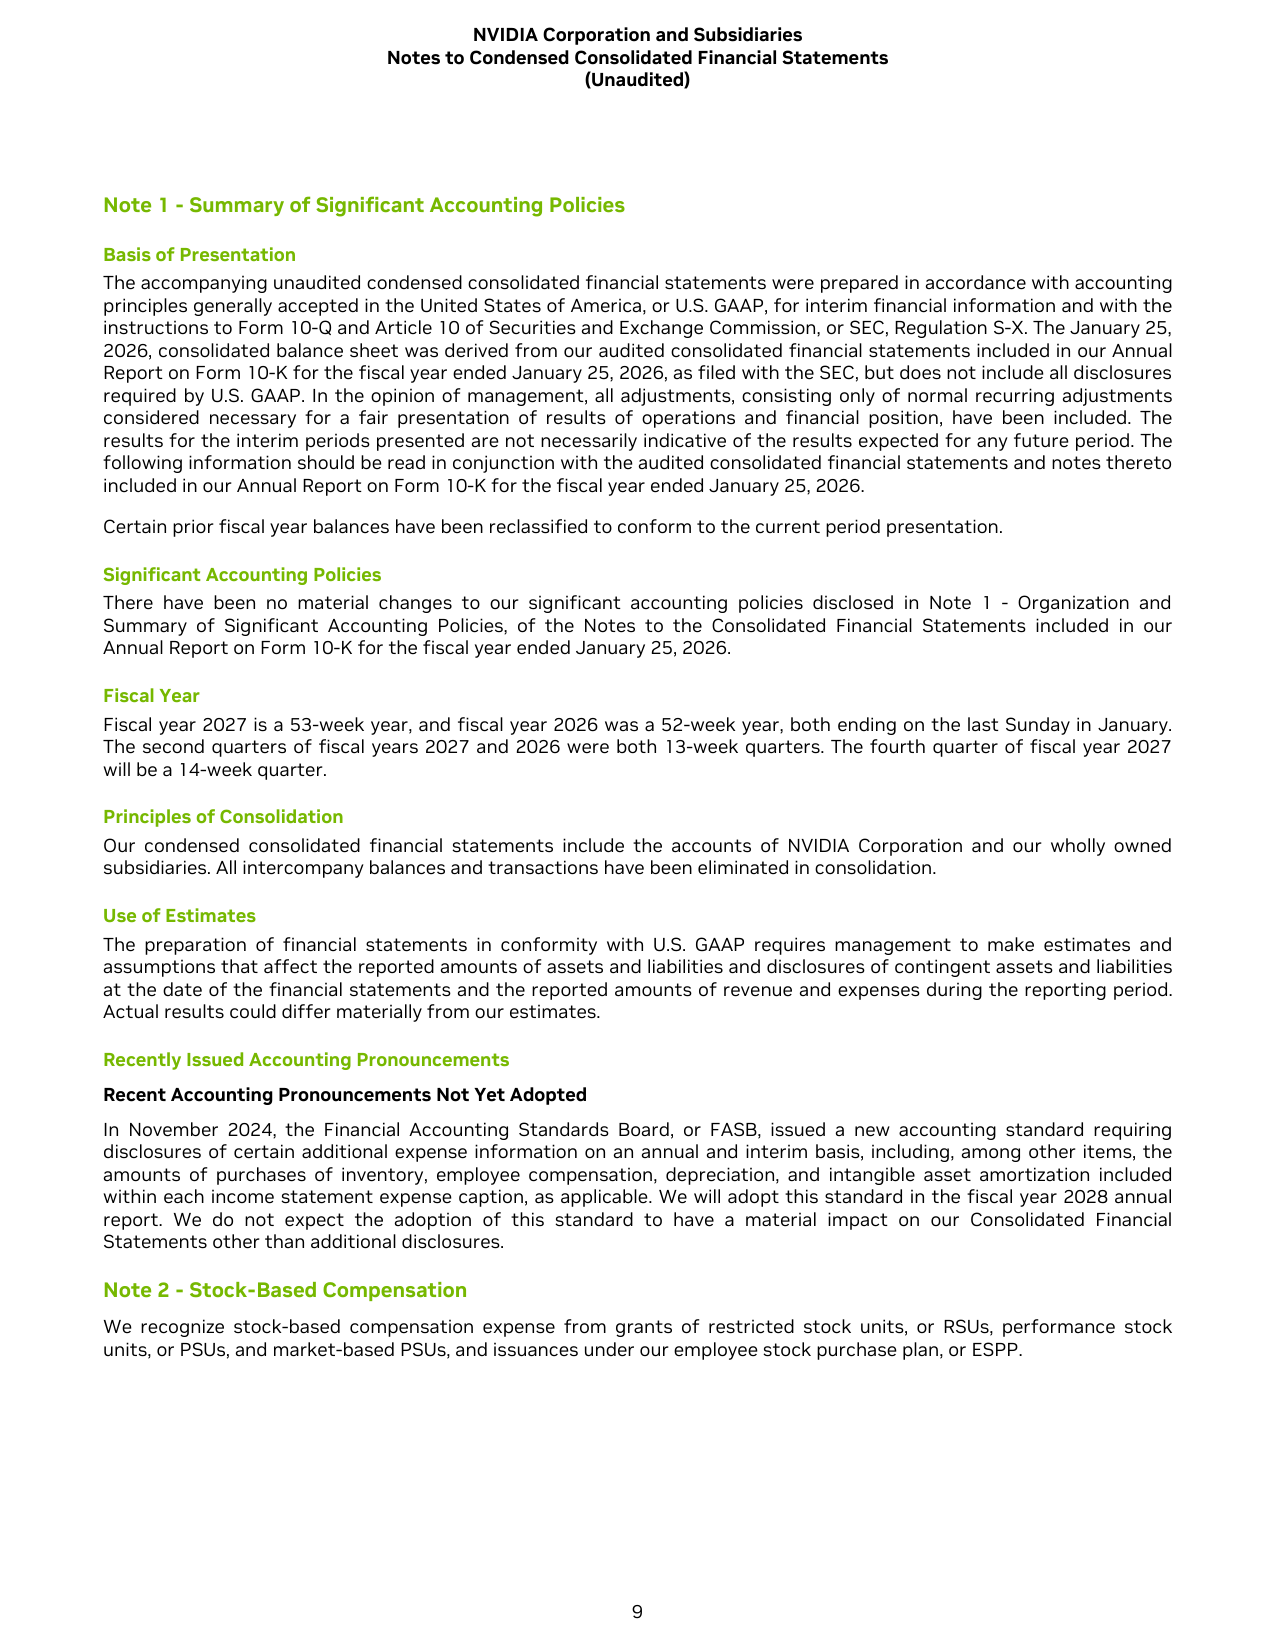 NVIDIA Corporation and Subsidiaries
Notes to Condensed Consolidated Financial Statements
(Unaudited)
Note 1 - Summary of Significant Accounting Policies
Basis of Presentation
The accompanying unaudited condensed consolidated financial statements were prepared in accordance with accounting
principles generally accepted in the United States of America, or U.S. GAAP, for interim financial information and with the
instructions to Form 10-Q and Article 10 of Securities and Exchange Commission, or SEC, Regulation S-X. The January 25,
2026, consolidated balance sheet was derived from our audited consolidated financial statements included in our Annual
Report on Form 10-K for the fiscal year ended January 25, 2026, as filed with the SEC, but does not include all disclosures
required by U.S. GAAP. In the opinion of management, all adjustments, consisting only of normal recurring adjustments
considered necessary for a fair presentation of results of operations and financial position, have been included. The
results for the interim periods presented are not necessarily indicative of the results expected for any future period. The
following information should be read in conjunction with the audited consolidated financial statements and notes thereto
included in our Annual Report on Form 10-K for the fiscal year ended January 25, 2026.
Certain prior fiscal year balances have been reclassified to conform to the current period presentation.
Significant Accounting Policies
There have been no material changes to our significant accounting policies disclosed in Note 1 - Organization and
Summary of Significant Accounting Policies, of the Notes to the Consolidated Financial Statements included in our
Annual Report on Form 10-K for the fiscal year ended January 25, 2026.
Fiscal Year
Fiscal year 2027 is a 53-week year, and fiscal year 2026 was a 52-week year, both ending on the last Sunday in January.
The second quarters of fiscal years 2027 and 2026 were both 13-week quarters. The fourth quarter of fiscal year 2027
will be a 14-week quarter.
Principles of Consolidation
Our condensed consolidated financial statements include the accounts of NVIDIA Corporation and our wholly owned
subsidiaries. All intercompany balances and transactions have been eliminated in consolidation.
Use of Estimates
The preparation of financial statements in conformity with U.S. GAAP requires management to make estimates and
assumptions that affect the reported amounts of assets and liabilities and disclosures of contingent assets and liabilities
at the date of the financial statements and the reported amounts of revenue and expenses during the reporting period.
Actual results could differ materially from our estimates.
Recently Issued Accounting Pronouncements
Recent Accounting Pronouncements Not Yet Adopted
In November 2024, the Financial Accounting Standards Board, or FASB, issued a new accounting standard requiring
disclosures of certain additional expense information on an annual and interim basis, including, among other items, the
amounts of purchases of inventory, employee compensation, depreciation, and intangible asset amortization included
within each income statement expense caption, as applicable. We will adopt this standard in the fiscal year 2028 annual
report. We do not expect the adoption of this standard to have a material impact on our Consolidated Financial
Statements other than additional disclosures.
Note 2 - Stock-Based Compensation
We recognize stock-based compensation expense from grants of restricted stock units, or RSUs, performance stock
units, or PSUs, and market-based PSUs, and issuances under our employee stock purchase plan, or ESPP.
9